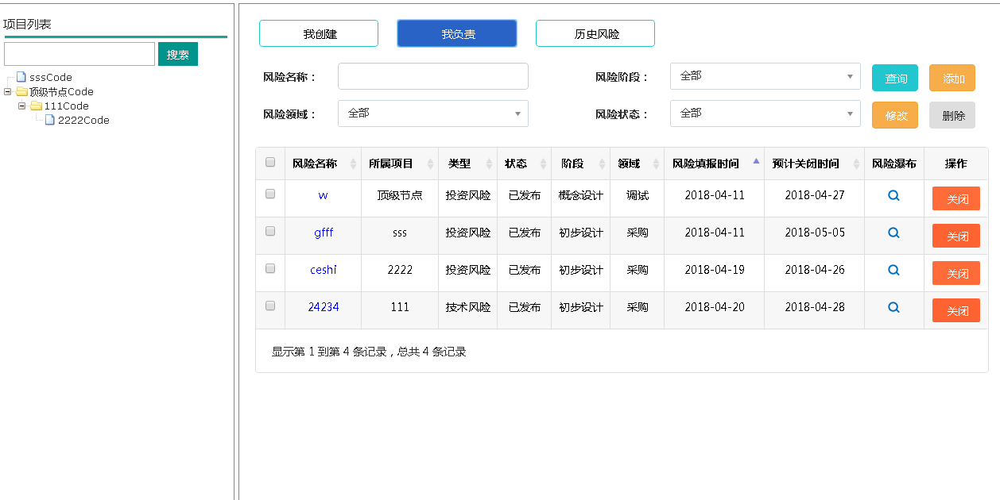 项目列表
搜索
sssCode
顶级节点Code
111Code
2222Code
我创建 我负责 历史风险
风险名称： 风险阶段： 全部 查询 添加
风险领域： 全部 风险状态： 全部 修改 删除
风险名称 所属项目 类型 状态 阶段 领域 风险填报时间 预计关闭时间 风险瀑布 操作
w 顶级节点 投资风险 已发布 概念设计 调试 2018-04-11 2018-04-27 关闭
gfff sss 投资风险 已发布 初步设计 采购 2018-04-11 2018-05-05 关闭
ceshi 2222 投资风险 已发布 初步设计 采购 2018-04-19 2018-04-26 关闭
24234 111 技术风险 已发布 初步设计 采购 2018-04-20 2018-04-28 关闭
显示第 1 到第 4 条记录，总共 4 条记录